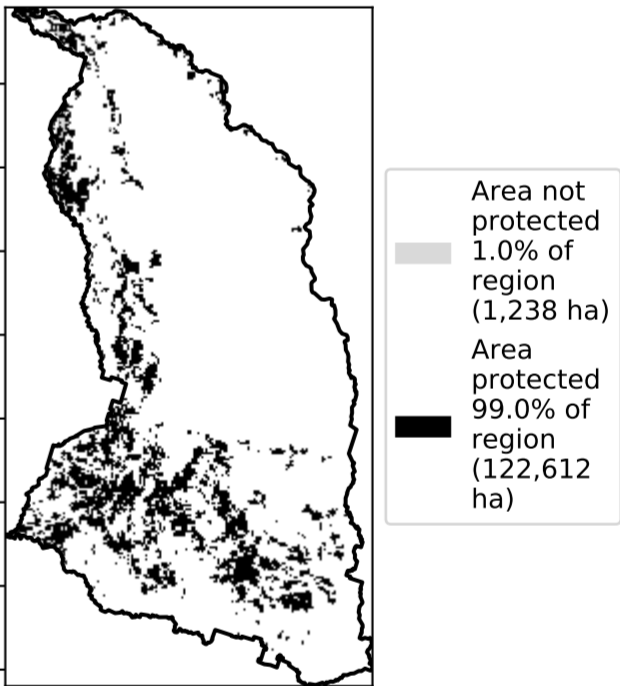 Area not
protected
1.0% of
region
(1,238 ha)
Area
protected
99.0% of
region
(122,612
ha)